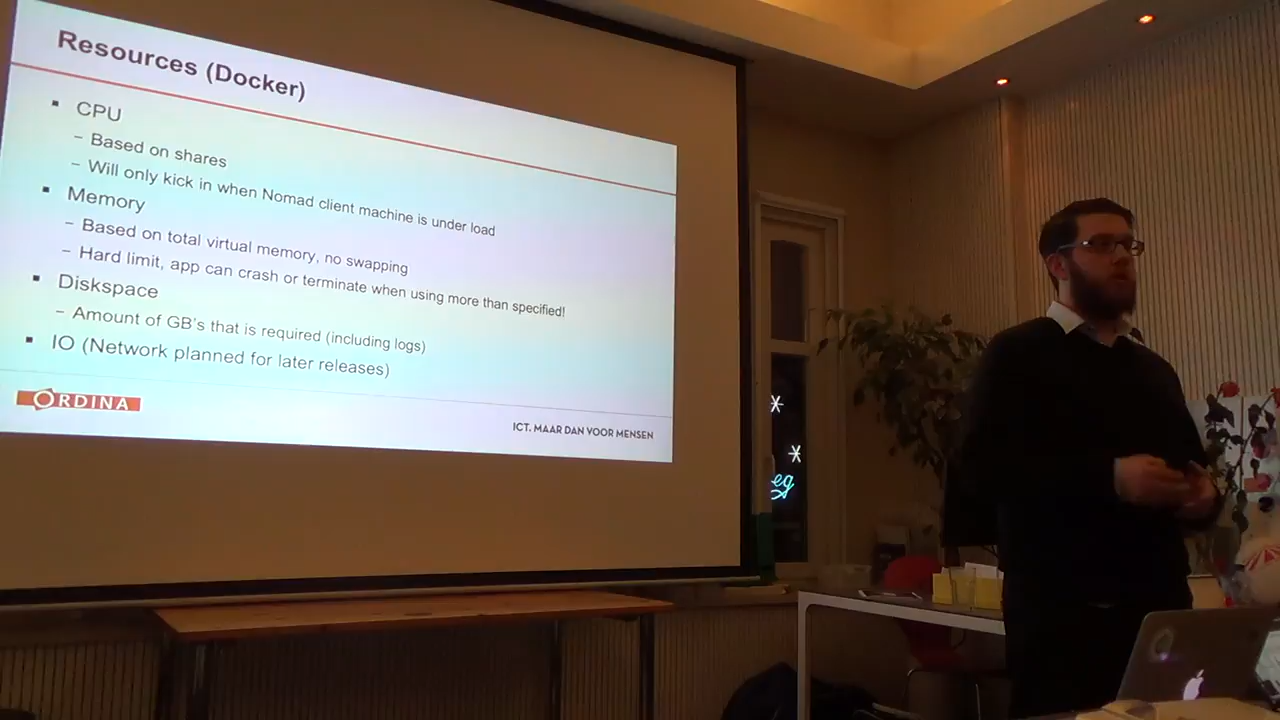 Resources (Docker)
▪ CPU
– Based on shares
– Will only kick in when Nomad client machine is under load
▪ Memory
– Based on total virtual memory, no swapping
– Hard limit, app can crash or terminate when using more than specified!
▪ Diskspace
– Amount of GB's that is required (including logs)
▪ IO (Network planned for later releases)
ORDINA
ICT. MAAR DAN VOOR MENSEN
eg